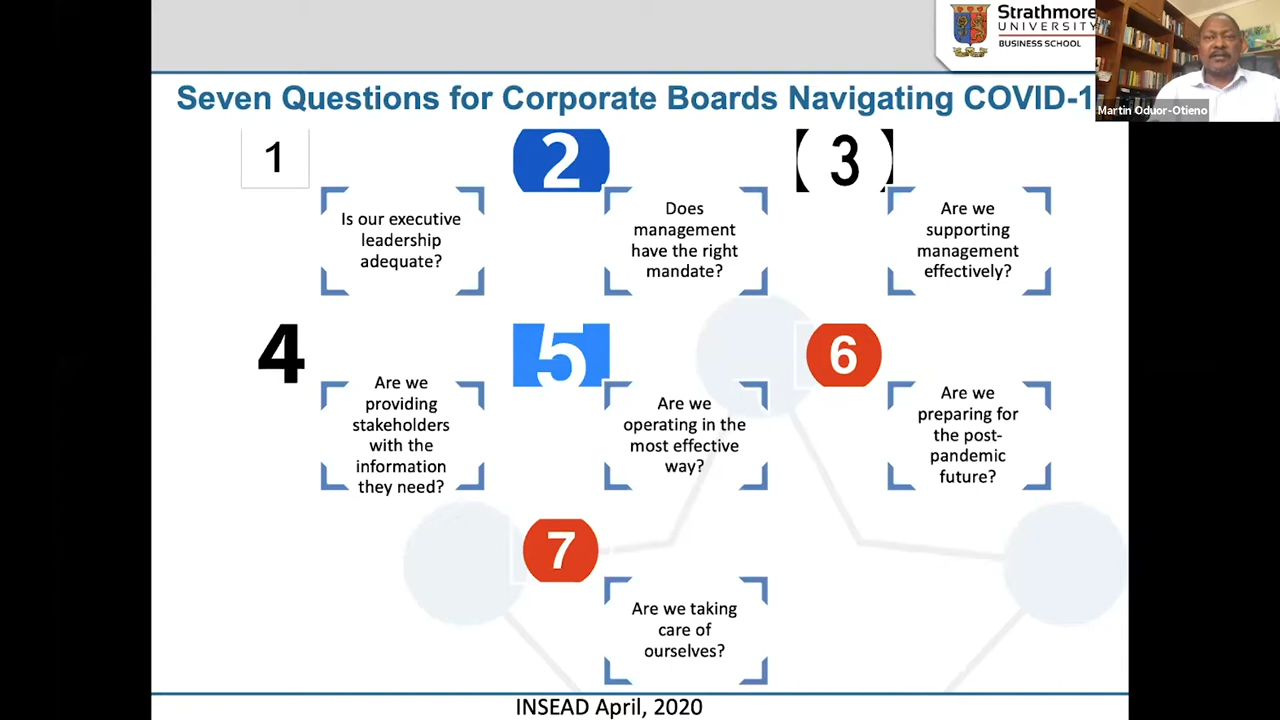 Strathmore
UNIVERSITY
BUSINESS SCHOOL
Martin Oduor-Otieno
Seven Questions for Corporate Boards Navigating COVID-1
1
Is our executive
leadership
adequate?
2
Does
management
have the right
mandate?
3
Are we
supporting
management
effectively?
4
Are we
providing
stakeholders
with the
information
they need?
5
Are we
operating in the
most effective
way?
6
Are we
preparing for
the post-
pandemic
future?
7
Are we taking
care of
ourselves?
INSEAD April, 2020